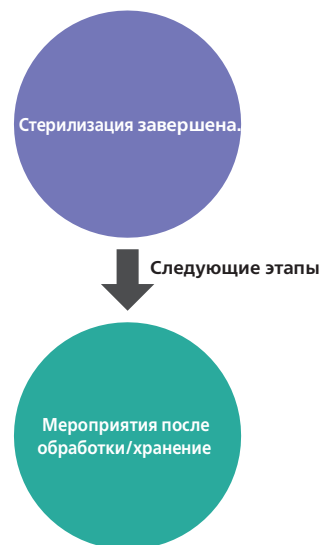 Стерилизация завершена.
Следующие этапы
Мероприятия после
обработки/хранение